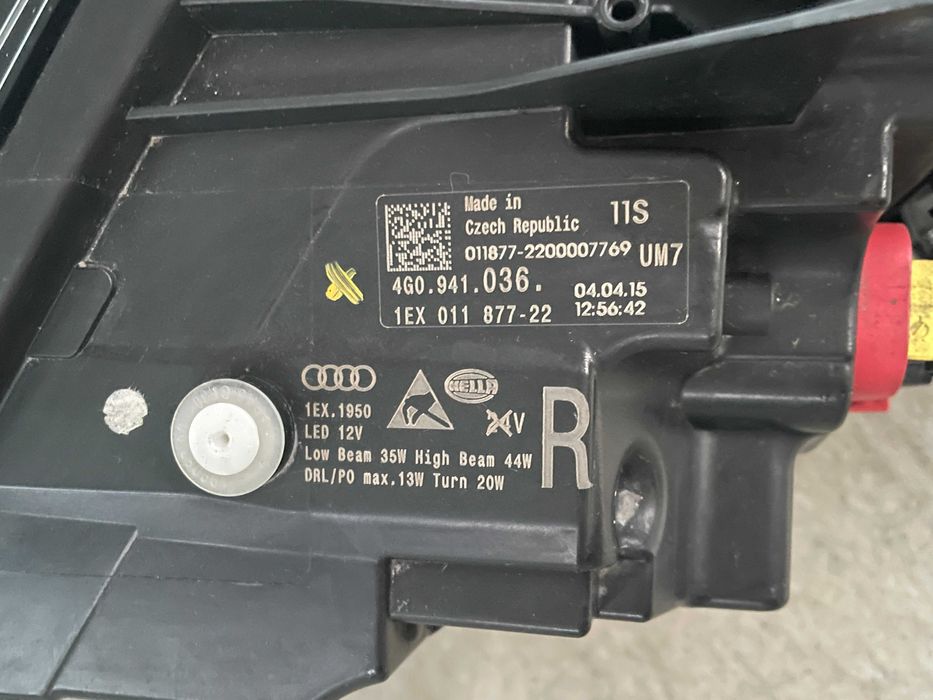 Made in
Czech Republic
11S
011877-2200007769
UM7
4G0.941.036.
04.04.15
12:56:42
1EX 011 877-22
HELLA
1EX.1950
LED 12V
24V
R
Low Beam 35W High Beam 44W
DRL/PO max.13W Turn 20W